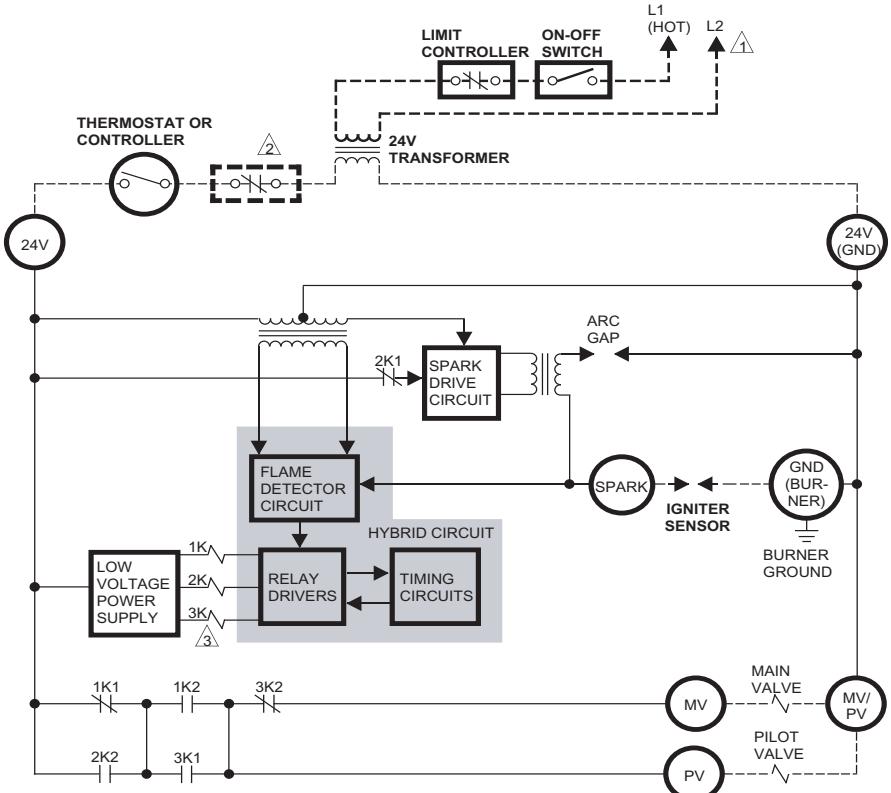 L1
(HOT)
L2
1
LIMIT
CONTROLLER
ON-OFF
SWITCH
THERMOSTAT OR
CONTROLLER
2
24V
TRANSFORMER
24V
24V
(GND)
ARC
GAP
2K1
SPARK
DRIVE
CIRCUIT
FLAME
DETECTOR
CIRCUIT
SPARK
IGNITER
SENSOR
GND
(BUR-
NER)
BURNER
GROUND
HYBRID CIRCUIT
LOW
VOLTAGE
POWER
SUPPLY
1K
2K
3K
3
RELAY
DRIVERS
TIMING
CIRCUITS
1K1
1K2
3K2
MV
MAIN
VALVE
MV/
PV
2K2
3K1
PV
PILOT
VALVE